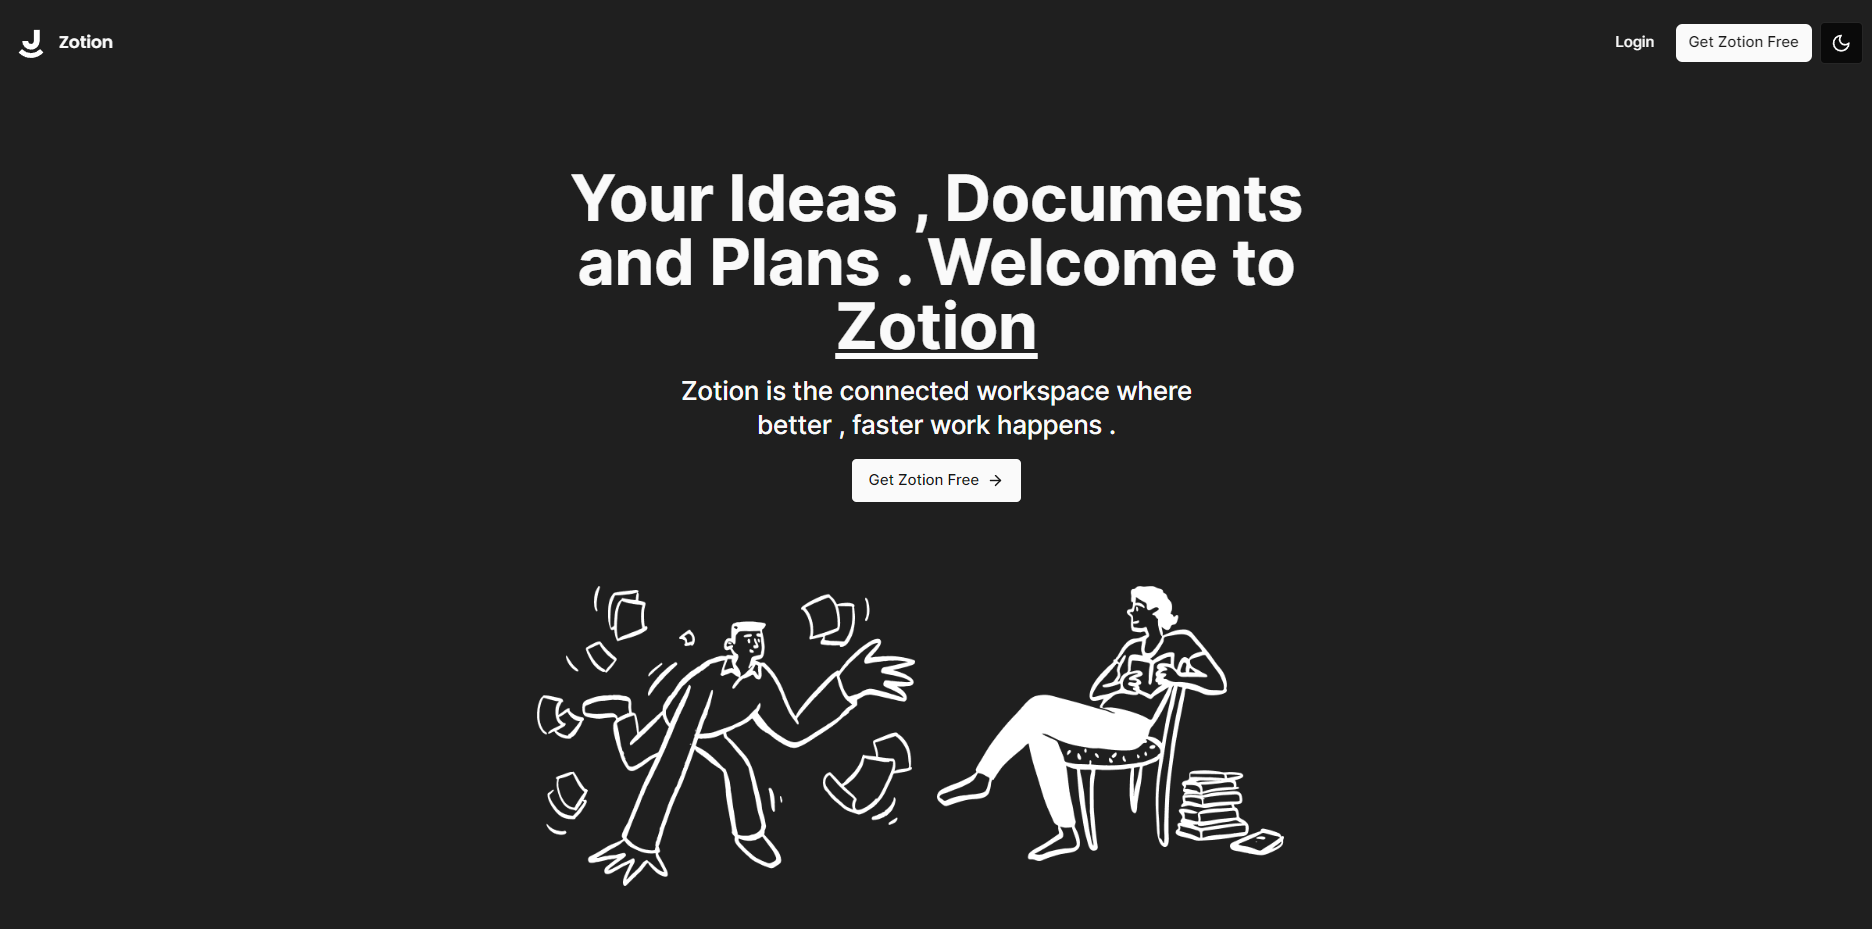 Zotion
Login
Get Zotion Free
Your Ideas , Documents
and Plans . Welcome to
Zotion
Zotion is the connected workspace where
better , faster work happens .
Get Zotion Free